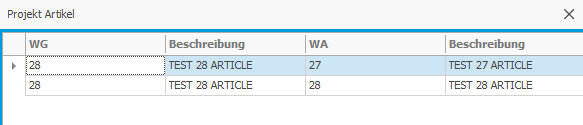 Projekt Artikel
WG Beschreibung WA Beschreibung
28 TEST 28 ARTICLE 27 TEST 27 ARTICLE
28 TEST 28 ARTICLE 28 TEST 28 ARTICLE